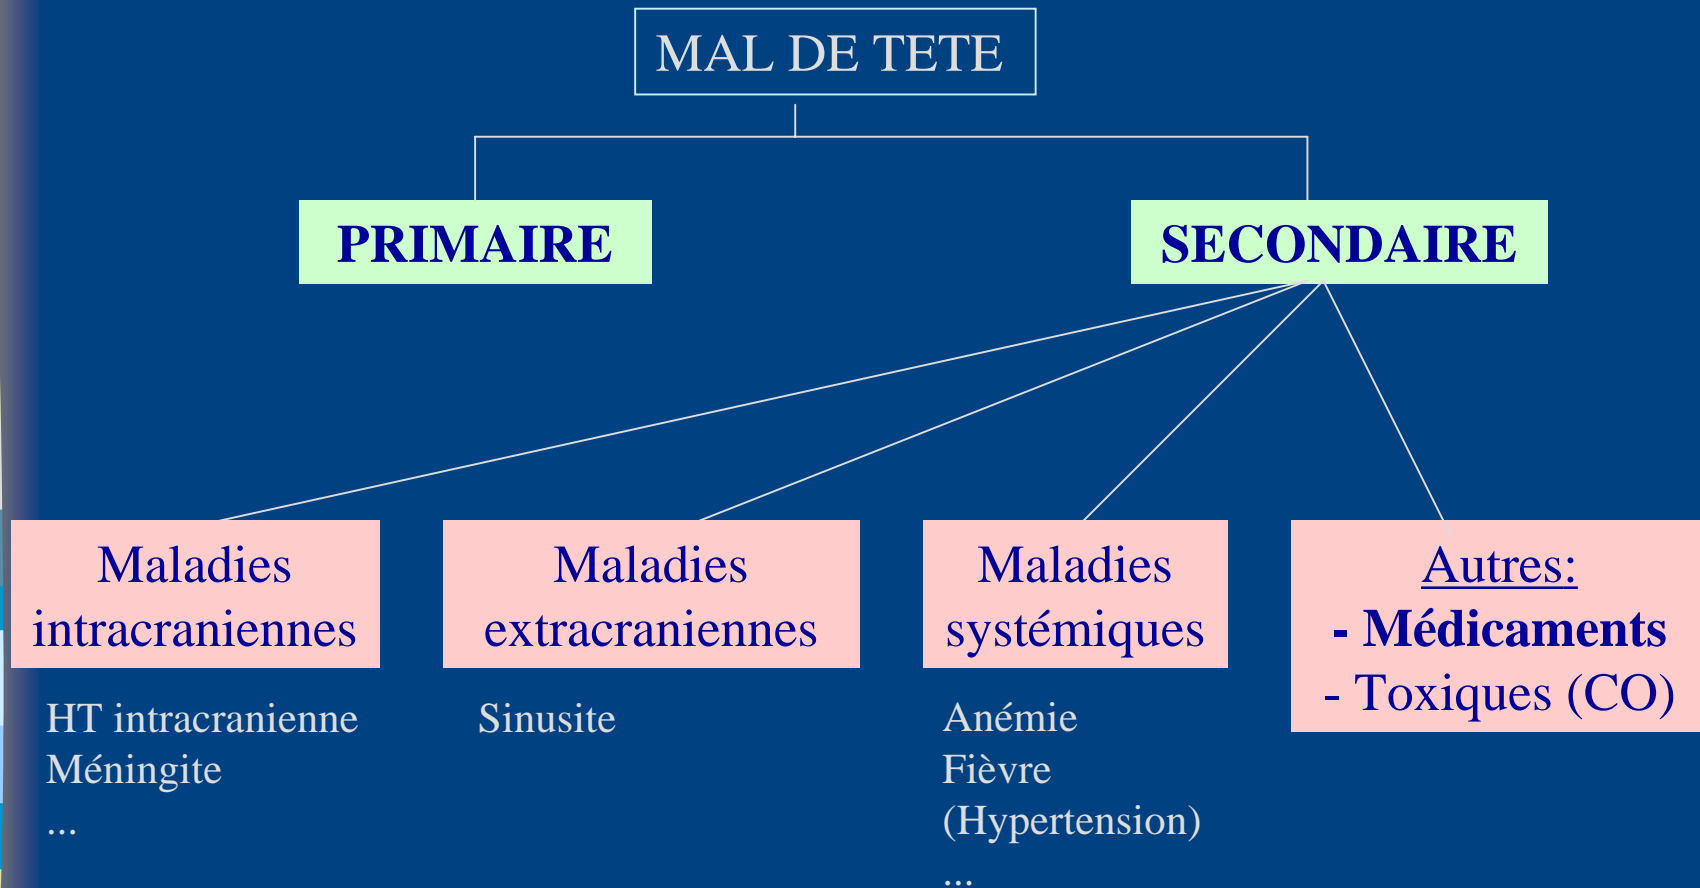 MAL DE TETE
PRIMAIRE
SECONDAIRE
Maladies
intracraniennes
HT intracranienne
Méningite
...
Maladies
extracraniennes
Sinusite
Maladies
systémiques
Anémie
Fièvre
(Hypertension)
...
Autres:
- Médicaments
- Toxiques (CO)